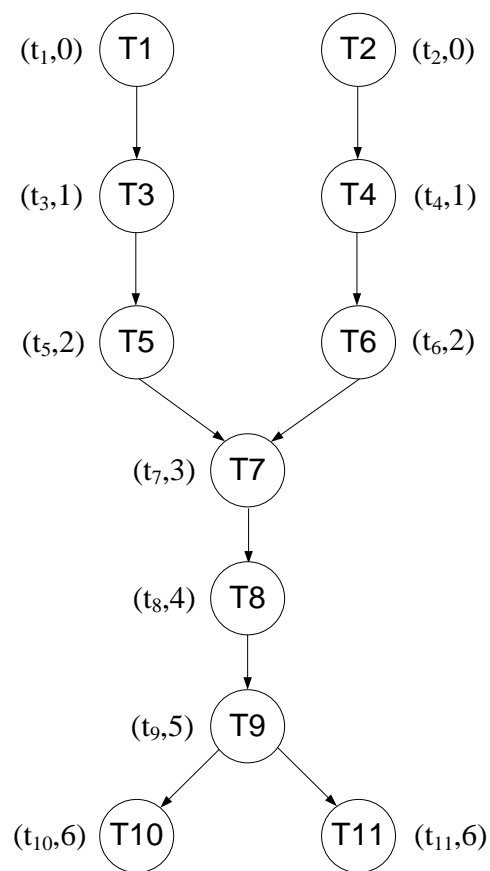 (t₁,0) T1 T2 (t₂,0)
(t₃,1) T3 T4 (t₄,1)
(t₅,2) T5 T6 (t₆,2)
(t₇,3) T7
(t₈,4) T8
(t₉,5) T9
(t₁₀,6) T10 T11 (t₁₁,6)